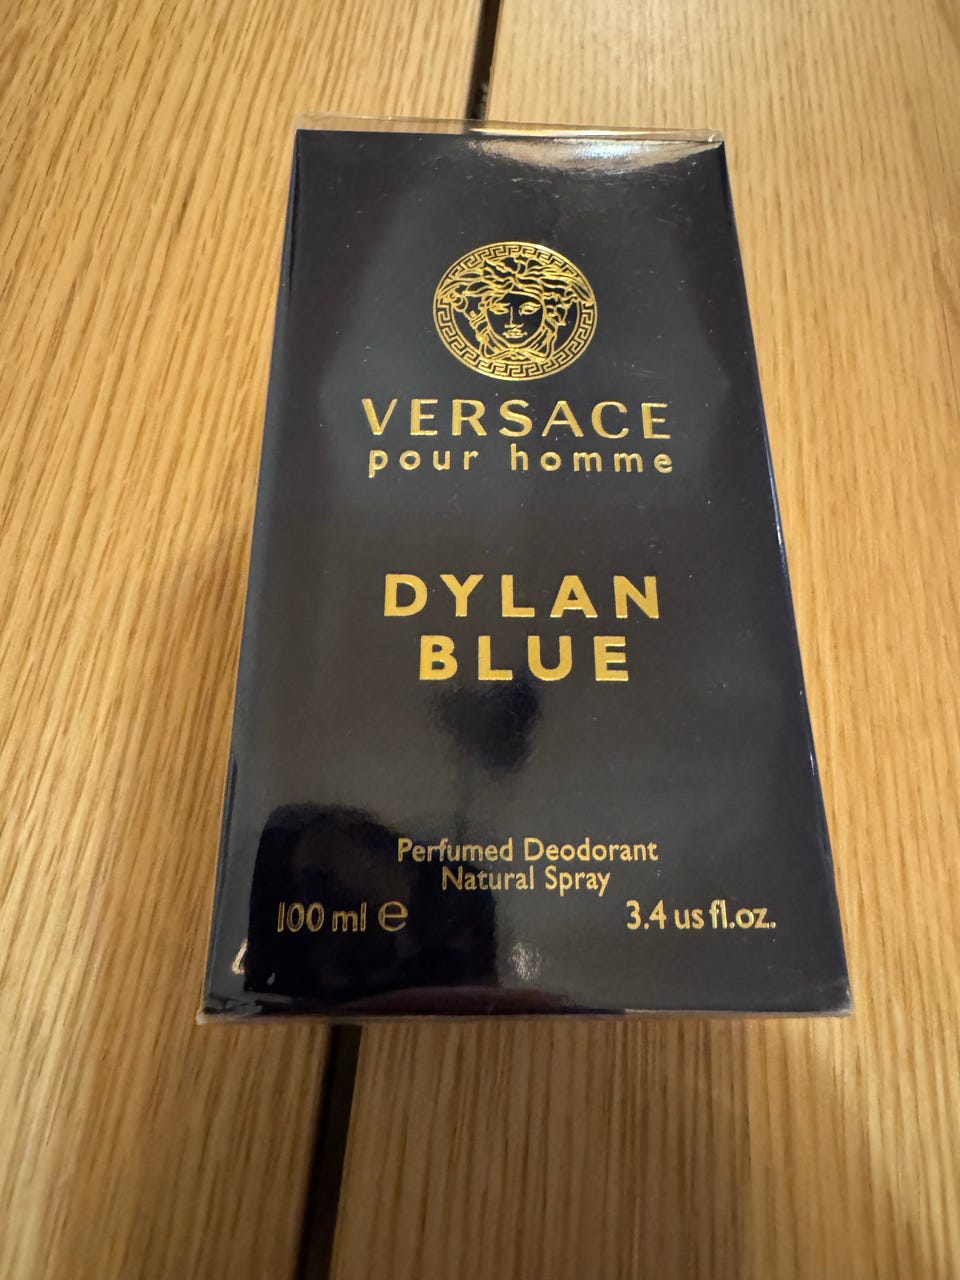 VERSACE
pour homme
DYLAN
BLUE
Perfumed Deodorant
Natural Spray
100 ml ℮
3.4 us fl.oz.